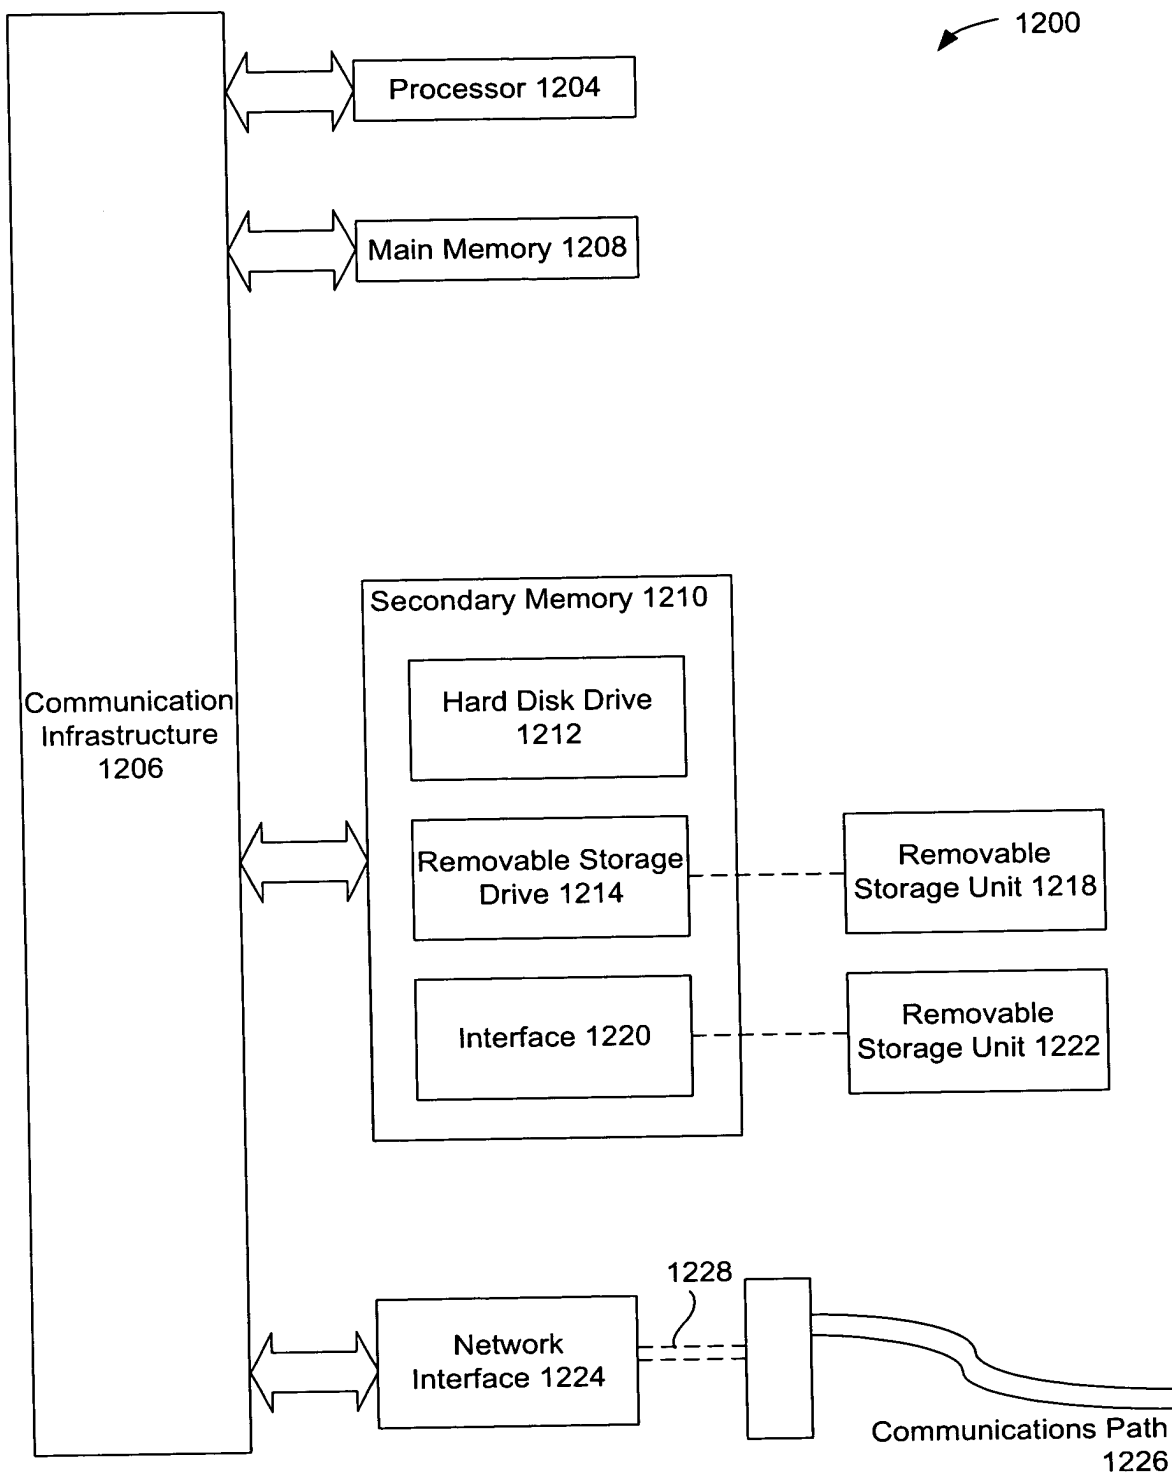 1200
Processor 1204
Main Memory 1208
Secondary Memory 1210
Hard Disk Drive
1212
Communication
Infrastructure
1206
Removable Storage
Drive 1214
Removable
Storage Unit 1218
Interface 1220
Removable
Storage Unit 1222
1228
Network
Interface 1224
Communications Path
1226